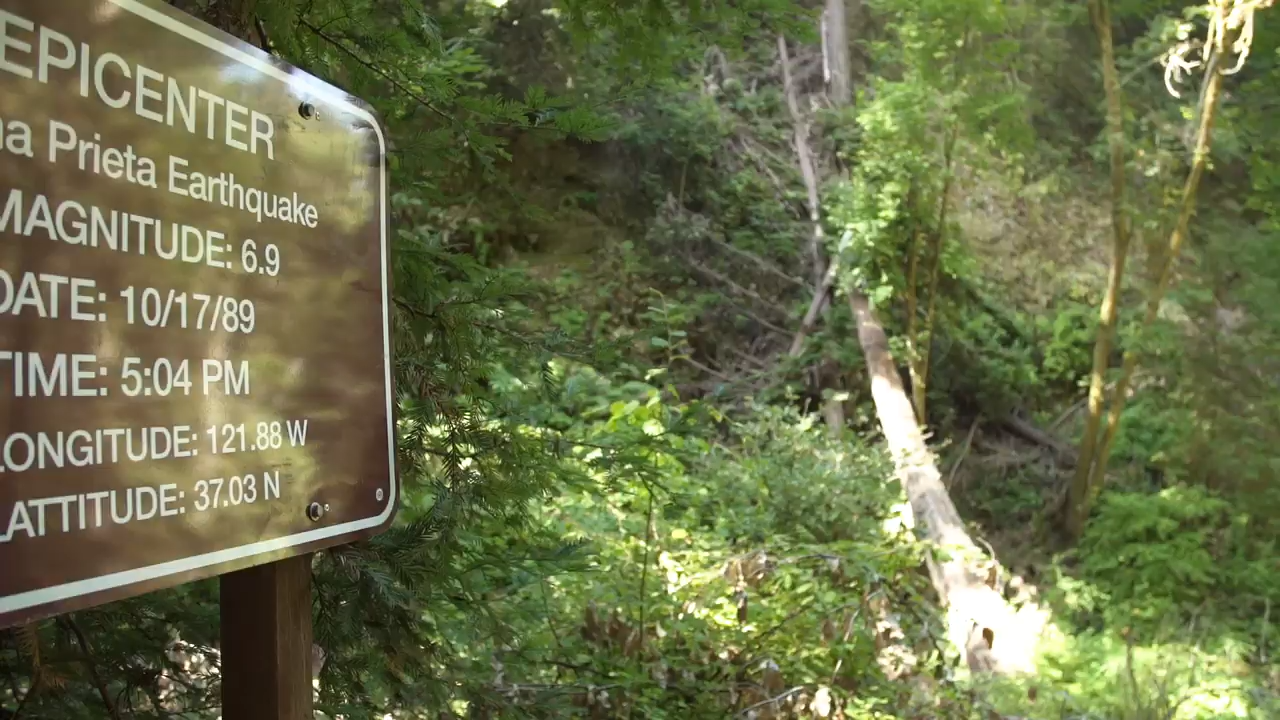 EPICENTER
na Prieta Earthquake
MAGNITUDE: 6.9
DATE: 10/17/89
TIME: 5:04 PM
LONGITUDE: 121.88 W
LATTITUDE: 37.03 N